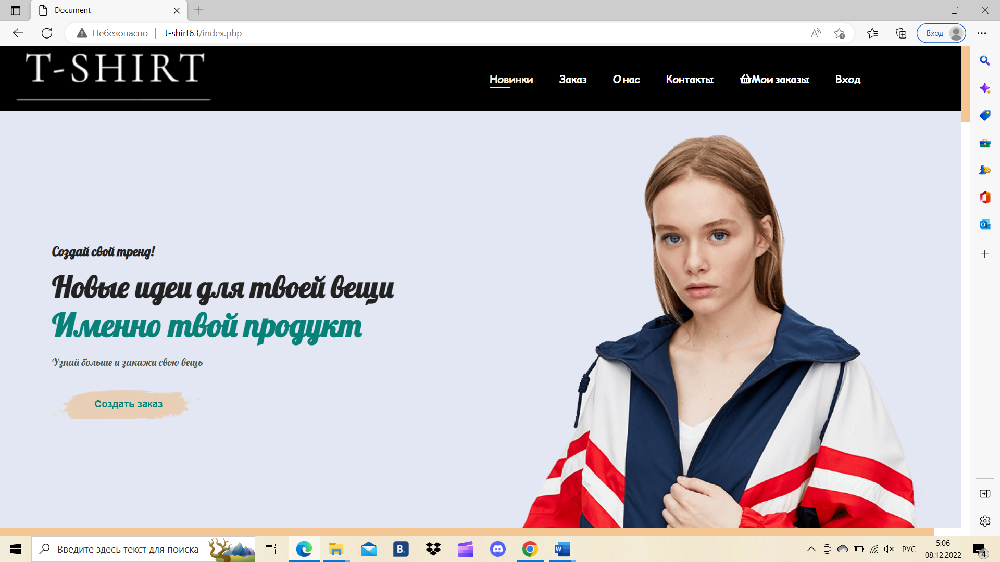 Document
Небезопасно
t-shirt63/index.php
Вход
T-SHIRT
Новинки
Заказ
О нас
Контакты
Мои заказы
Вход
Создай свой тренд!
Новые идеи для твоей вещи
Именно твой продукт
Узнай больше и закажи свою вещь
Создать заказ
Введите здесь текст для поиска
B.
РУС
5:06
08.12.2022
4